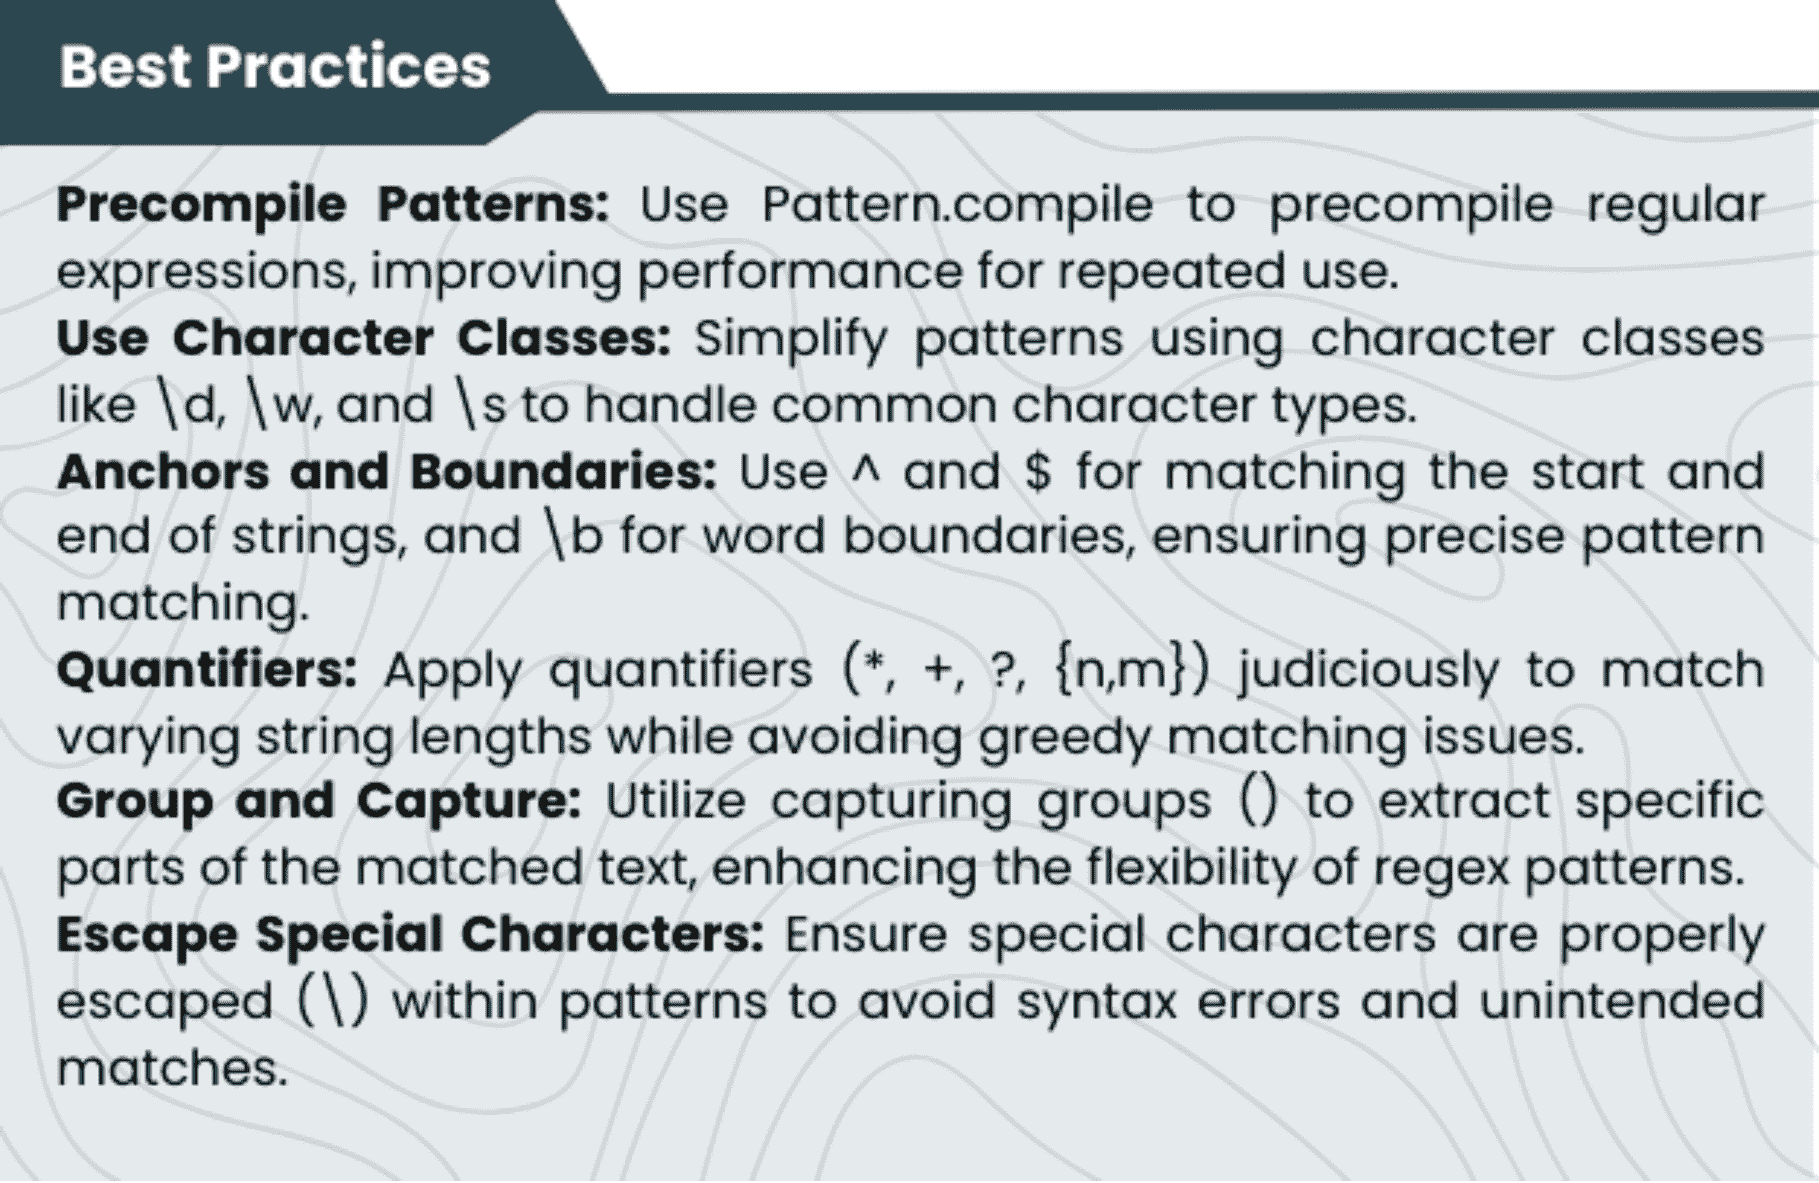 Best Practices
Precompile Patterns: Use Pattern.compile to precompile regular
expressions, improving performance for repeated use.
Use Character Classes: Simplify patterns using character classes
like \d, \w, and \s to handle common character types.
Anchors and Boundaries: Use ^ and $ for matching the start and
end of strings, and \b for word boundaries, ensuring precise pattern
matching.
Quantifiers: Apply quantifiers (*, +, ?, {n,m}) judiciously to match
varying string lengths while avoiding greedy matching issues.
Group and Capture: Utilize capturing groups () to extract specific
parts of the matched text, enhancing the flexibility of regex patterns.
Escape Special Characters: Ensure special characters are properly
escaped (\) within patterns to avoid syntax errors and unintended
matches.